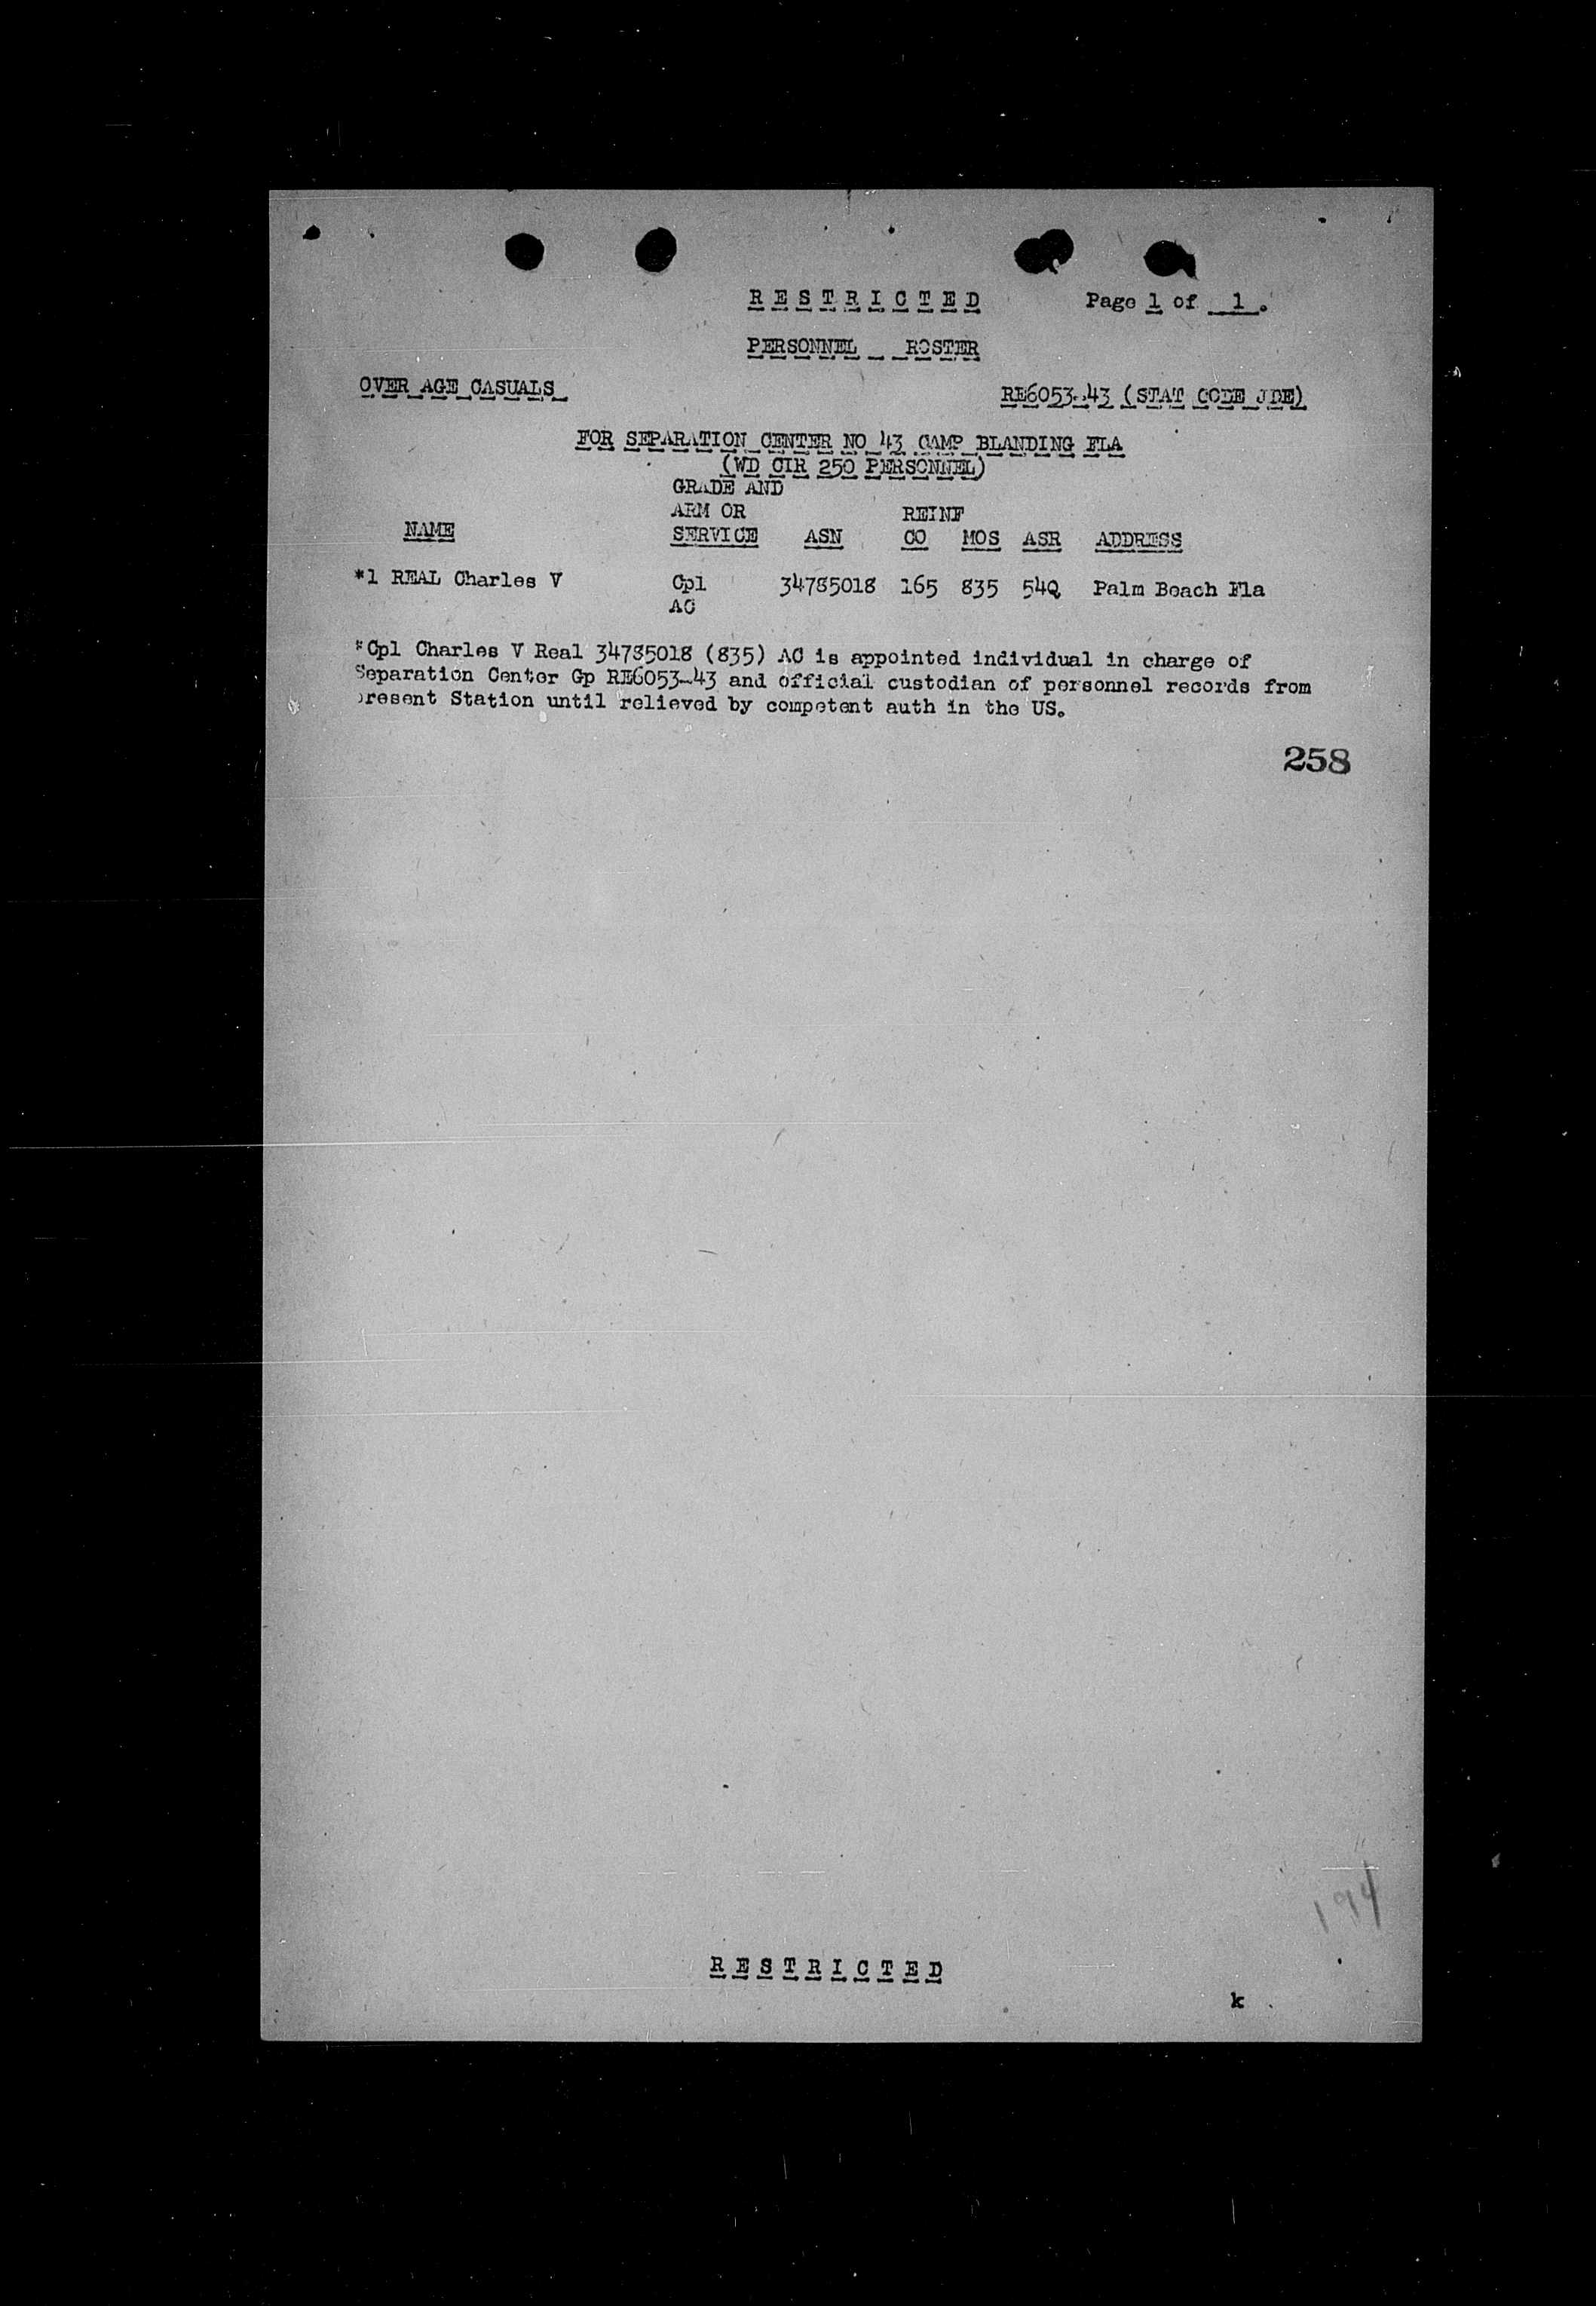 RESTRICTED Page 1 of 1.
PERSONNEL ROSTER
OVER AGE CASUALS RE6053-43 (STAT CODE JDE)
FOR SEPARATION CENTER NO 43 CAMP BLANDING FLA
(WD CIR 250 PERSONNEL)
GRADE AND
ARM OR REINF
NAME SERVICE ASN CO MOS ASR ADDRESS
*1 REAL Charles V Cpl 34785018 165 835 54Q Palm Beach Fla
AC
*Cpl Charles V Real 34785018 (835) AC is appointed individual in charge of
Separation Center Gp RE6053-43 and official custodian of personnel records from
present Station until relieved by competent auth in the US.
258
194
RESTRICTED
k